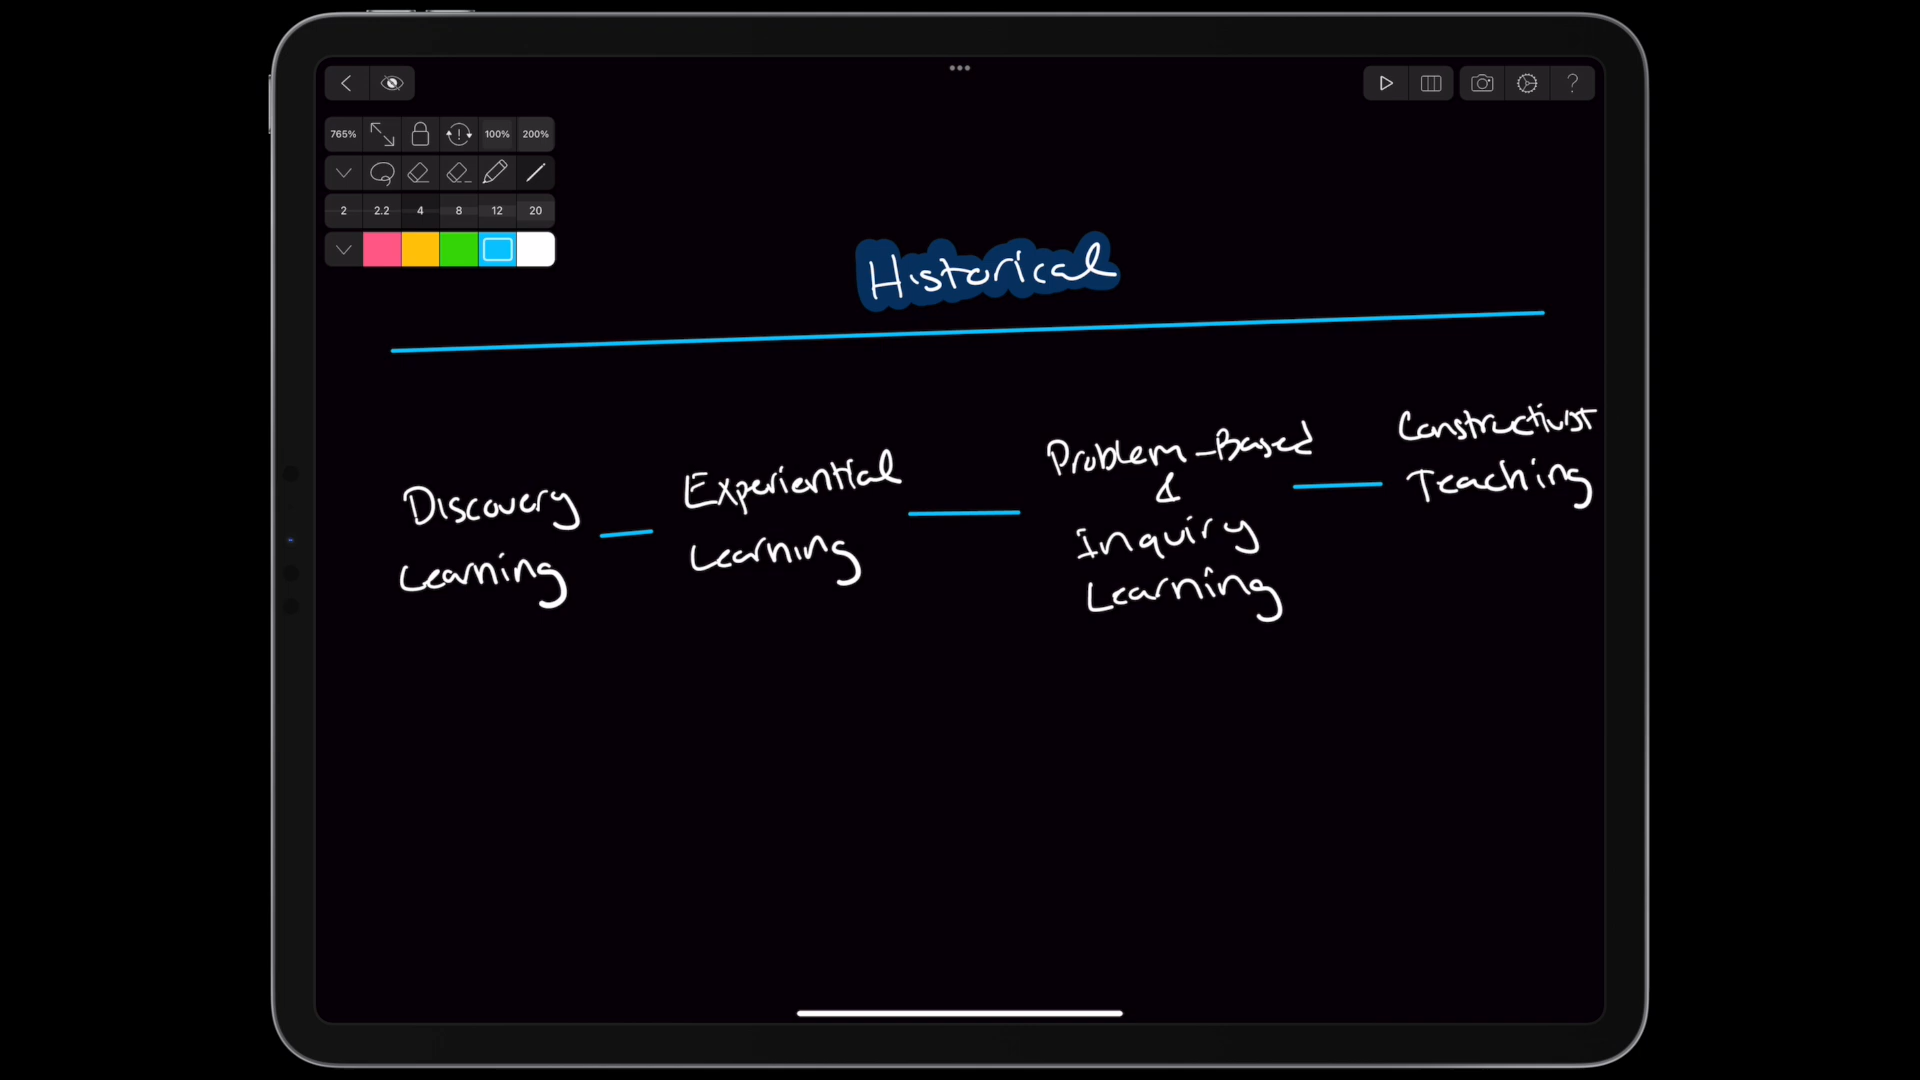 765%
100%
200%
2
2.2
4
8
12
20
?
Historical
Discovery
Learning
Experiential
Learning
Problem-Based
&
Inquiry
Learning
Constructivist
Teaching